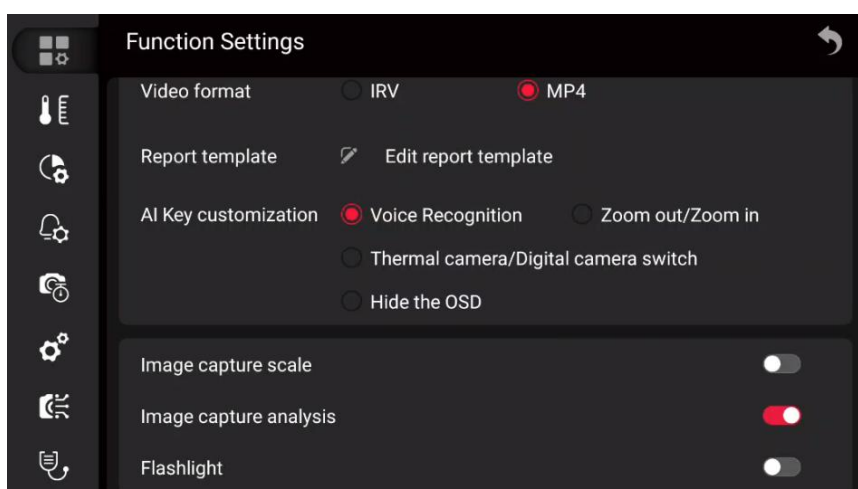 Function Settings
Video format IRV MP4
Report template Edit report template
AI Key customization Voice Recognition Zoom out/Zoom in
Thermal camera/Digital camera switch
Hide the OSD
Image capture scale
Image capture analysis
Flashlight